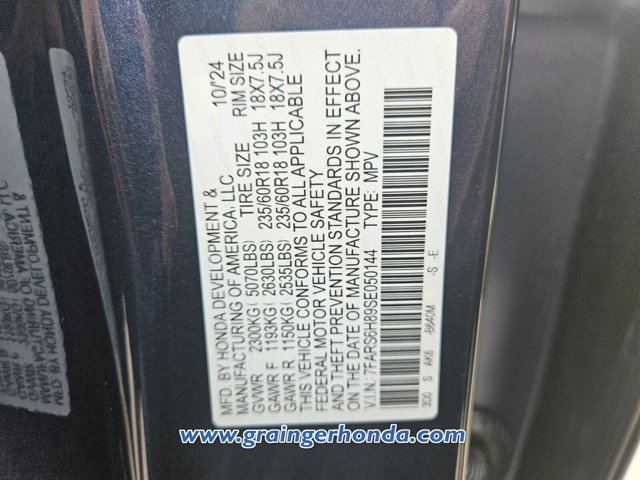 MFD. BY HONDA DEVELOPMENT & 10/'24
MANUFACTURING OF AMERICA, LLC
GVWR 2300KG( 5070LBS) TIRE SIZE RIM SIZE
GAWR F 1193KG( 2630LBS) 235/60R18 103H 18X7.5J
GAWR R 1150KG( 2535LBS) 235/60R18 103H 18X7.5J
THIS VEHICLE CONFORMS TO ALL APPLICABLE
FEDERAL MOTOR VEHICLE SAFETY
AND THEFT PREVENTION STANDARDS IN EFFECT
ON THE DATE OF MANUFACTURE SHOWN ABOVE.
V.I.N.: 7FARS6H89SE050144 TYPE: MPV
3D0 S AK6 -B640M -S -E
www.graingerhonda.com